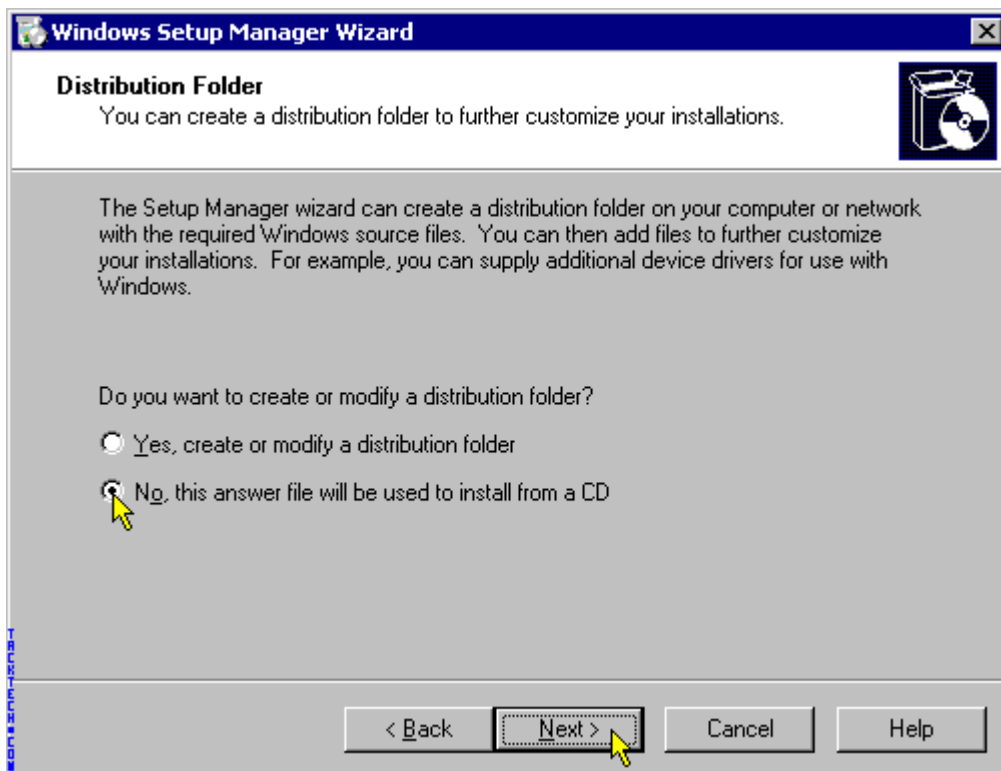 Windows Setup Manager Wizard
Distribution Folder
You can create a distribution folder to further customize your installations.
The Setup Manager wizard can create a distribution folder on your computer or network
with the required Windows source files.  You can then add files to further customize
your installations.  For example, you can supply additional device drivers for use with
Windows.
Do you want to create or modify a distribution folder?
Yes, create or modify a distribution folder
No, this answer file will be used to install from a CD
TACKTECH.COM
< Back
Next >
Cancel
Help